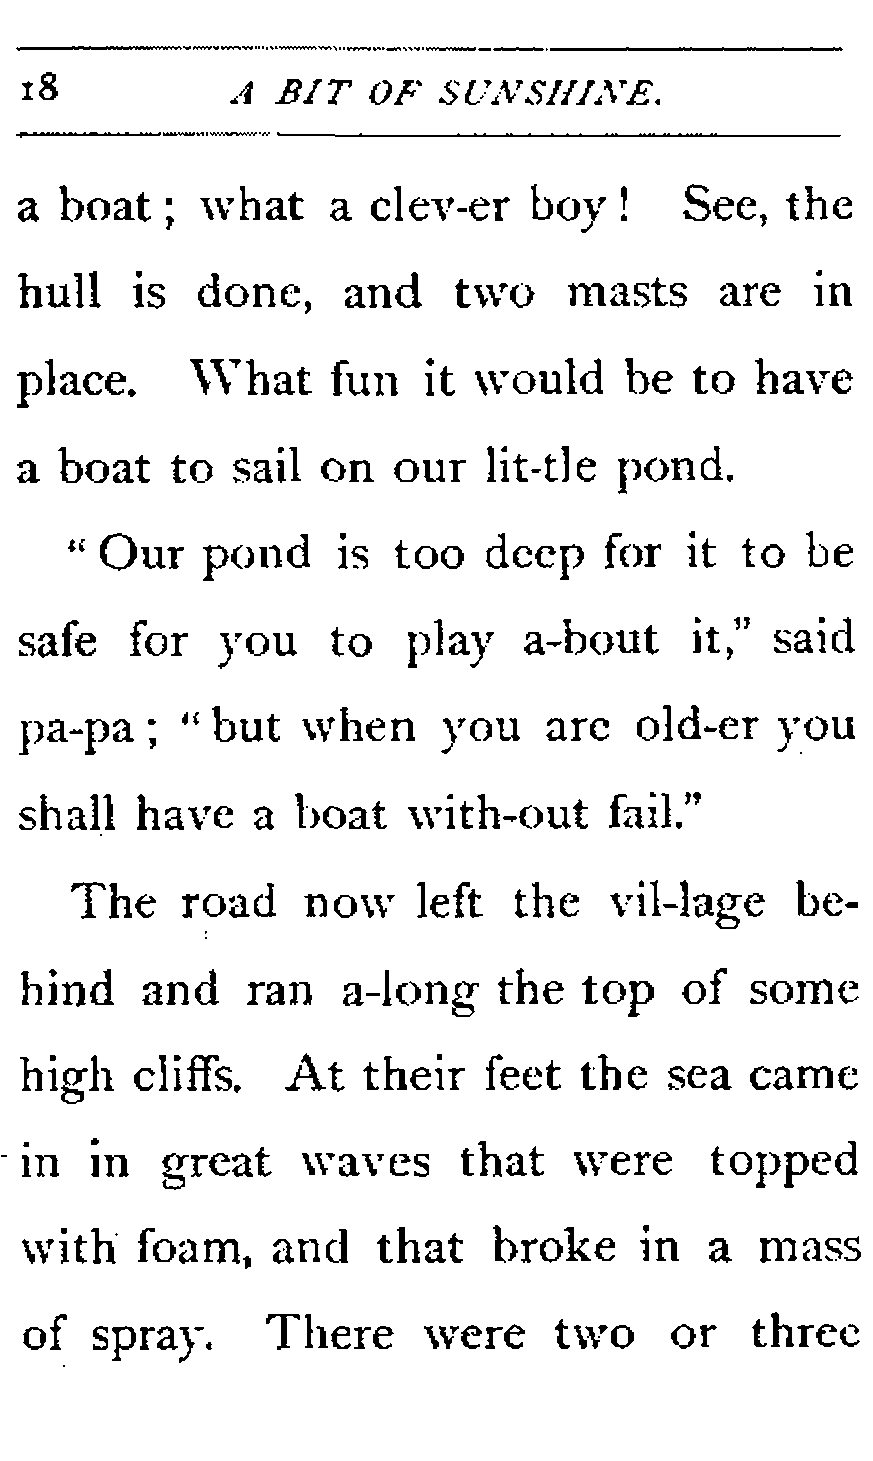 18 A BIT OF SUNSHINE.
a boat; what a clev-er boy! See, the
hull is done, and two masts are in
place. What fun it would be to have
a boat to sail on our lit-tle pond.
"Our pond is too deep for it to be
safe for you to play a-bout it," said
pa-pa; "but when you are old-er you
shall have a boat with-out fail."
The road now left the vil-lage be-
hind and ran a-long the top of some
high cliffs. At their feet the sea came
in in great waves that were topped
with foam, and that broke in a mass
of spray. There were two or three